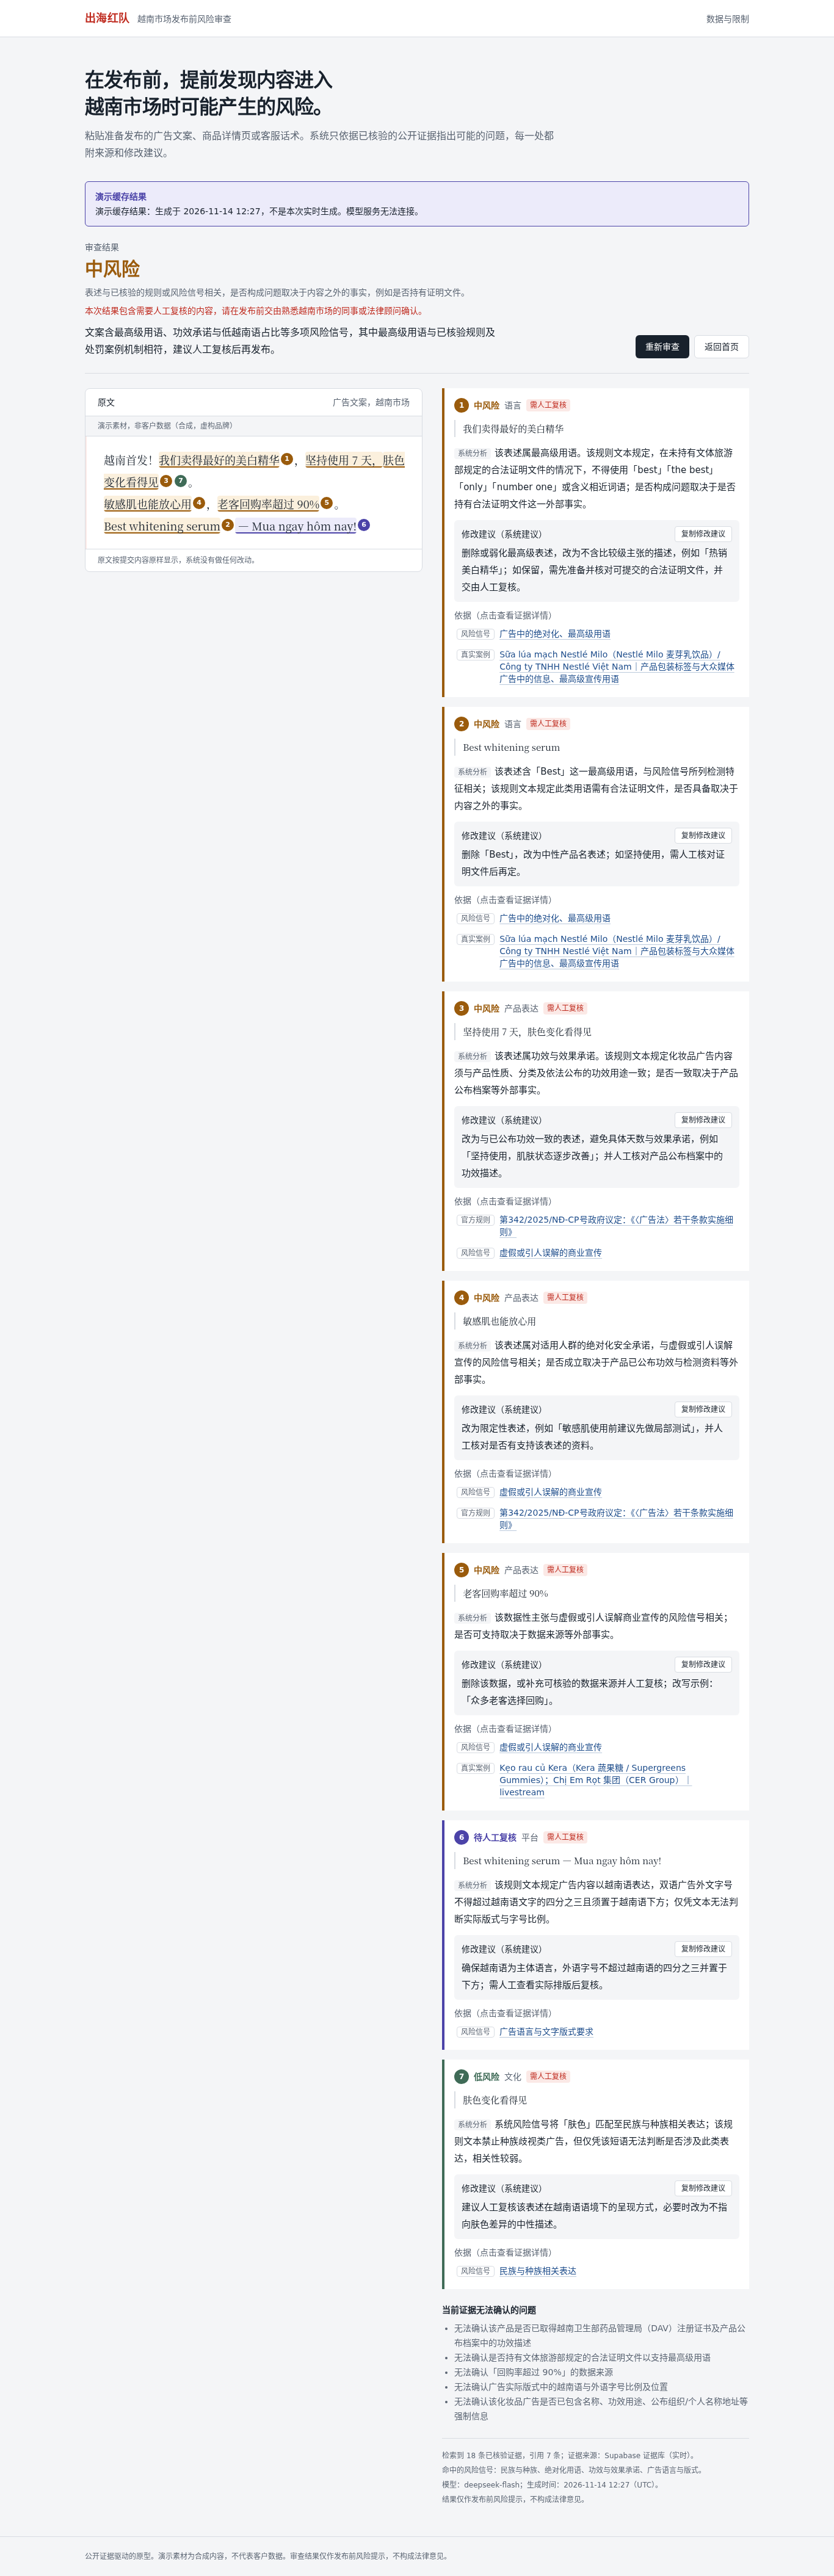 出海红队 越南市场发布前风险审查 数据与限制
在发布前，提前发现内容进入
越南市场时可能产生的风险。
粘贴准备发布的广告文案、商品详情页或客服话术。系统只依据已核验的公开证据指出可能的问题，每一处都
附来源和修改建议。
演示缓存结果
演示缓存结果：生成于 2026-11-14 12:27，不是本次实时生成。模型服务无法连接。
审查结果
中风险
表述与已核验的规则或风险信号相关，是否构成问题取决于内容之外的事实，例如是否持有证明文件。
本次结果包含需要人工复核的内容，请在发布前交由熟悉越南市场的同事或法律顾问确认。
文案含最高级用语、功效承诺与低越南语占比等多项风险信号，其中最高级用语与已核验规则及
处罚案例机制相符，建议人工复核后再发布。
重新审查 返回首页
原文 广告文案，越南市场
演示素材，非客户数据（合成，虚构品牌）
越南首发！我们卖得最好的美白精华1，坚持使用 7 天，肤色
变化看得见3 7。
敏感肌也能放心用4，老客回购率超过 90%5。
Best whitening serum2 — Mua ngay hôm nay!6
原文按提交内容原样显示，系统没有做任何改动。
1 中风险 语言 需人工复核
我们卖得最好的美白精华
系统分析 该表述属最高级用语。该规则文本规定，在未持有文体旅游
部规定的合法证明文件的情况下，不得使用「best」「the best」
「only」「number one」或含义相近词语；是否构成问题取决于是否
持有合法证明文件这一外部事实。
修改建议（系统建议） 复制修改建议
删除或弱化最高级表述，改为不含比较级主张的描述，例如「热销
美白精华」；如保留，需先准备并核对可提交的合法证明文件，并
交由人工复核。
依据（点击查看证据详情）
风险信号 广告中的绝对化、最高级用语
真实案例 Sữa lúa mạch Nestlé Milo（Nestlé Milo 麦芽乳饮品）/
Công ty TNHH Nestlé Việt Nam｜产品包装标签与大众媒体
广告中的信息、最高级宣传用语
2 中风险 语言 需人工复核
Best whitening serum
系统分析 该表述含「Best」这一最高级用语，与风险信号所列检测特
征相关；该规则文本规定此类用语需有合法证明文件，是否具备取决于
内容之外的事实。
修改建议（系统建议） 复制修改建议
删除「Best」，改为中性产品名表述；如坚持使用，需人工核对证
明文件后再定。
依据（点击查看证据详情）
风险信号 广告中的绝对化、最高级用语
真实案例 Sữa lúa mạch Nestlé Milo（Nestlé Milo 麦芽乳饮品）/
Công ty TNHH Nestlé Việt Nam｜产品包装标签与大众媒体
广告中的信息、最高级宣传用语
3 中风险 产品表达 需人工复核
坚持使用 7 天，肤色变化看得见
系统分析 该表述属功效与效果承诺。该规则文本规定化妆品广告内容
须与产品性质、分类及依法公布的功效用途一致；是否一致取决于产品
公布档案等外部事实。
修改建议（系统建议） 复制修改建议
改为与已公布功效一致的表述，避免具体天数与效果承诺，例如
「坚持使用，肌肤状态逐步改善」；并人工核对产品公布档案中的
功效描述。
依据（点击查看证据详情）
官方规则 第342/2025/NĐ-CP号政府议定：《〈广告法〉若干条款实施细
则》
风险信号 虚假或引人误解的商业宣传
4 中风险 产品表达 需人工复核
敏感肌也能放心用
系统分析 该表述属对适用人群的绝对化安全承诺，与虚假或引人误解
宣传的风险信号相关；是否成立取决于产品已公布功效与检测资料等外
部事实。
修改建议（系统建议） 复制修改建议
改为限定性表述，例如「敏感肌使用前建议先做局部测试」，并人
工核对是否有支持该表述的资料。
依据（点击查看证据详情）
风险信号 虚假或引人误解的商业宣传
官方规则 第342/2025/NĐ-CP号政府议定：《〈广告法〉若干条款实施细
则》
5 中风险 产品表达 需人工复核
老客回购率超过 90%
系统分析 该数据性主张与虚假或引人误解商业宣传的风险信号相关；
是否可支持取决于数据来源等外部事实。
修改建议（系统建议） 复制修改建议
删除该数据，或补充可核验的数据来源并人工复核；改写示例：
「众多老客选择回购」。
依据（点击查看证据详情）
风险信号 虚假或引人误解的商业宣传
真实案例 Kẹo rau củ Kera（Kera 蔬果糖 / Supergreens
Gummies）；Chị Em Rọt 集团（CER Group）｜
livestream
6 待人工复核 平台 需人工复核
Best whitening serum — Mua ngay hôm nay!
系统分析 该规则文本规定广告内容以越南语表达，双语广告外文字号
不得超过越南语文字的四分之三且须置于越南语下方；仅凭文本无法判
断实际版式与字号比例。
修改建议（系统建议） 复制修改建议
确保越南语为主体语言，外语字号不超过越南语的四分之三并置于
下方；需人工查看实际排版后复核。
依据（点击查看证据详情）
风险信号 广告语言与文字版式要求
7 低风险 文化 需人工复核
肤色变化看得见
系统分析 系统风险信号将「肤色」匹配至民族与种族相关表达；该规
则文本禁止种族歧视类广告，但仅凭该短语无法判断是否涉及此类表
达，相关性较弱。
修改建议（系统建议） 复制修改建议
建议人工复核该表述在越南语语境下的呈现方式，必要时改为不指
向肤色差异的中性描述。
依据（点击查看证据详情）
风险信号 民族与种族相关表达
当前证据无法确认的问题
• 无法确认该产品是否已取得越南卫生部药品管理局（DAV）注册证书及产品公
布档案中的功效描述
• 无法确认是否持有文体旅游部规定的合法证明文件以支持最高级用语
• 无法确认「回购率超过 90%」的数据来源
• 无法确认广告实际版式中的越南语与外语字号比例及位置
• 无法确认该化妆品广告是否已包含名称、功效用途、公布组织/个人名称地址等
强制信息
检索到 18 条已核验证据，引用 7 条；证据来源：Supabase 证据库（实时）。
命中的风险信号：民族与种族、绝对化用语、功效与效果承诺、广告语言与版式。
模型：deepseek-flash；生成时间：2026-11-14 12:27（UTC）。
结果仅作发布前风险提示，不构成法律意见。
公开证据驱动的原型。演示素材为合成内容，不代表客户数据。审查结果仅作发布前风险提示，不构成法律意见。